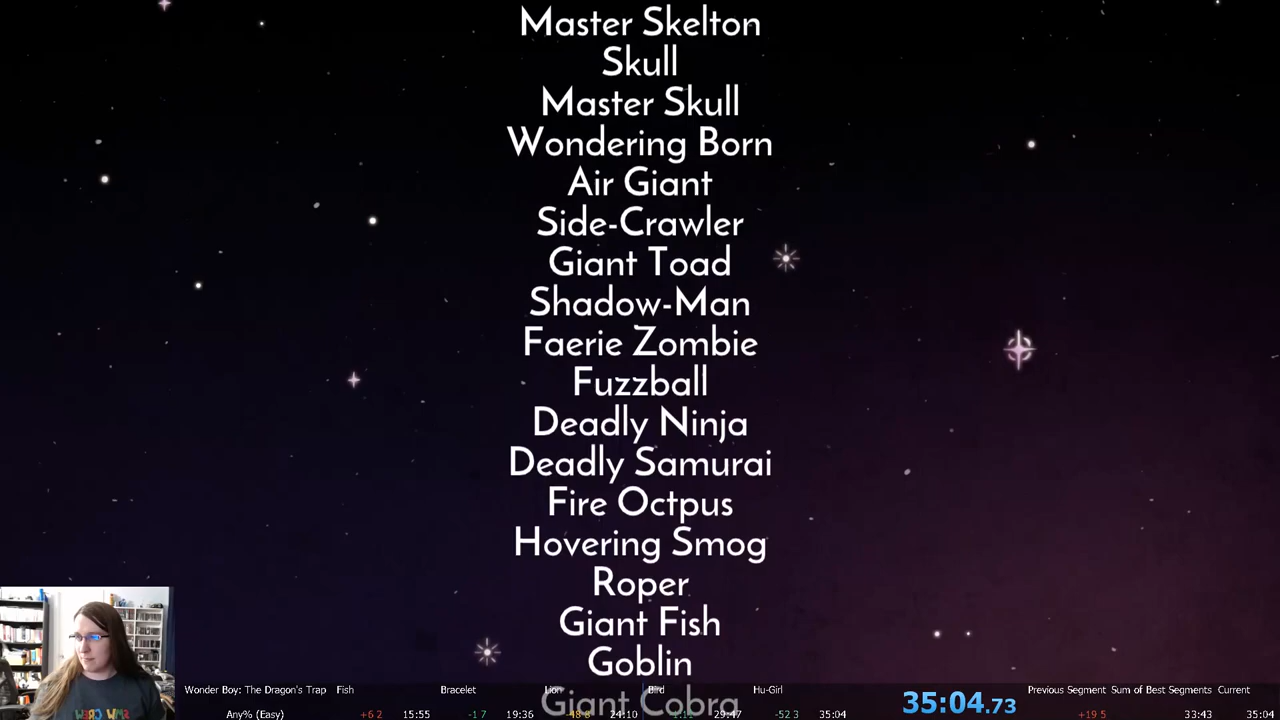 Master Skelton
Skull
Master Skull
Wondering Born
Air Giant
Side-Crawler
Giant Toad
Shadow-Man
Faerie Zombie
Fuzzball
Deadly Ninja
Deadly Samurai
Fire Octpus
Hovering Smog
Roper
Giant Fish
Goblin
Giant Cobra
Wonder Boy: The Dragon's Trap Fish Bracelet Lion Bird Hu-Girl 35:04.73 Previous Segment Sum of Best Segments Current
Any% (Easy) +6 2 15:55 -1 7 19:36 -48.8 24:10 29:47 -52 3 35:04 +19 5 33:43 35:04